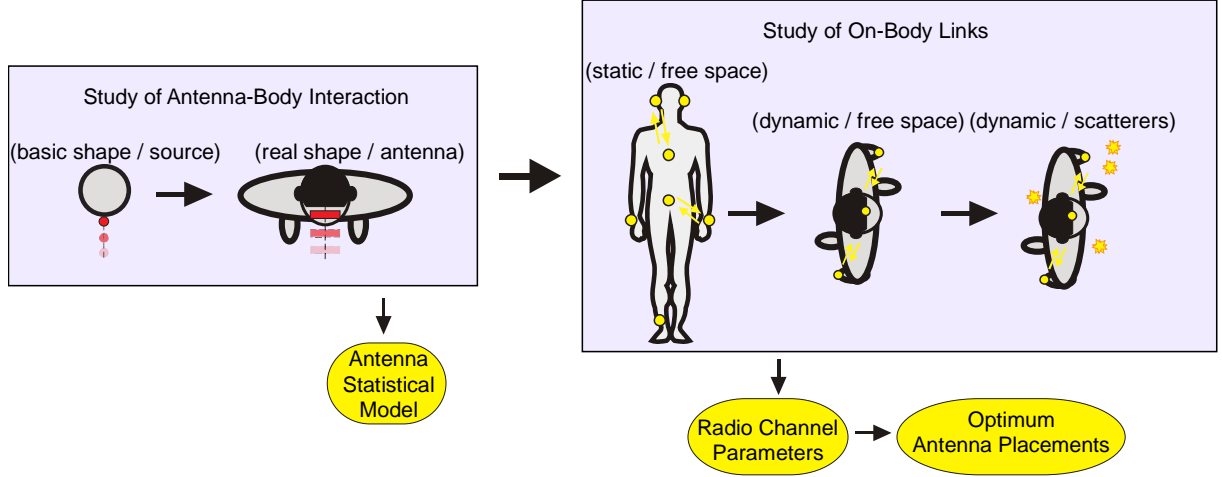 Study of Antenna-Body Interaction
(basic shape / source)
(real shape / antenna)
Antenna
Statistical
Model
Study of On-Body Links
(static / free space)
(dynamic / free space)
(dynamic / scatterers)
Radio Channel
Parameters
Optimum
Antenna Placements